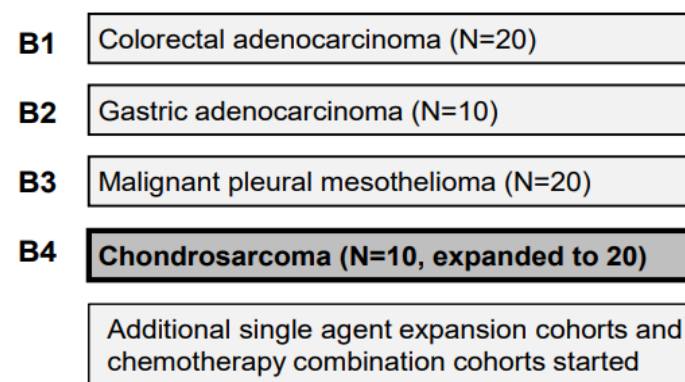 B1 Colorectal adenocarcinoma (N=20)
B2 Gastric adenocarcinoma (N=10)
B3 Malignant pleural mesothelioma (N=20)
B4 Chondrosarcoma (N=10, expanded to 20)
Additional single agent expansion cohorts and
chemotherapy combination cohorts started